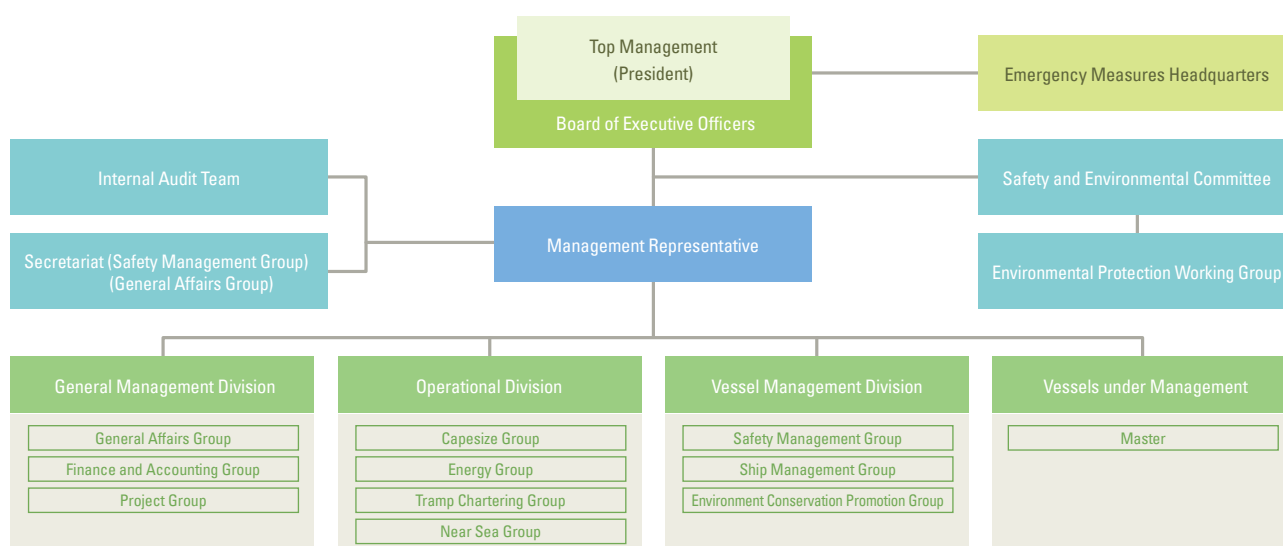 Top Management
(President)
Board of Executive Officers
Emergency Measures Headquarters
Internal Audit Team
Safety and Environmental Committee
Management Representative
Secretariat (Safety Management Group)
(General Affairs Group)
Environmental Protection Working Group
General Management Division
General Affairs Group
Finance and Accounting Group
Project Group
Operational Division
Capesize Group
Energy Group
Tramp Chartering Group
Near Sea Group
Vessel Management Division
Safety Management Group
Ship Management Group
Environment Conservation Promotion Group
Vessels under Management
Master